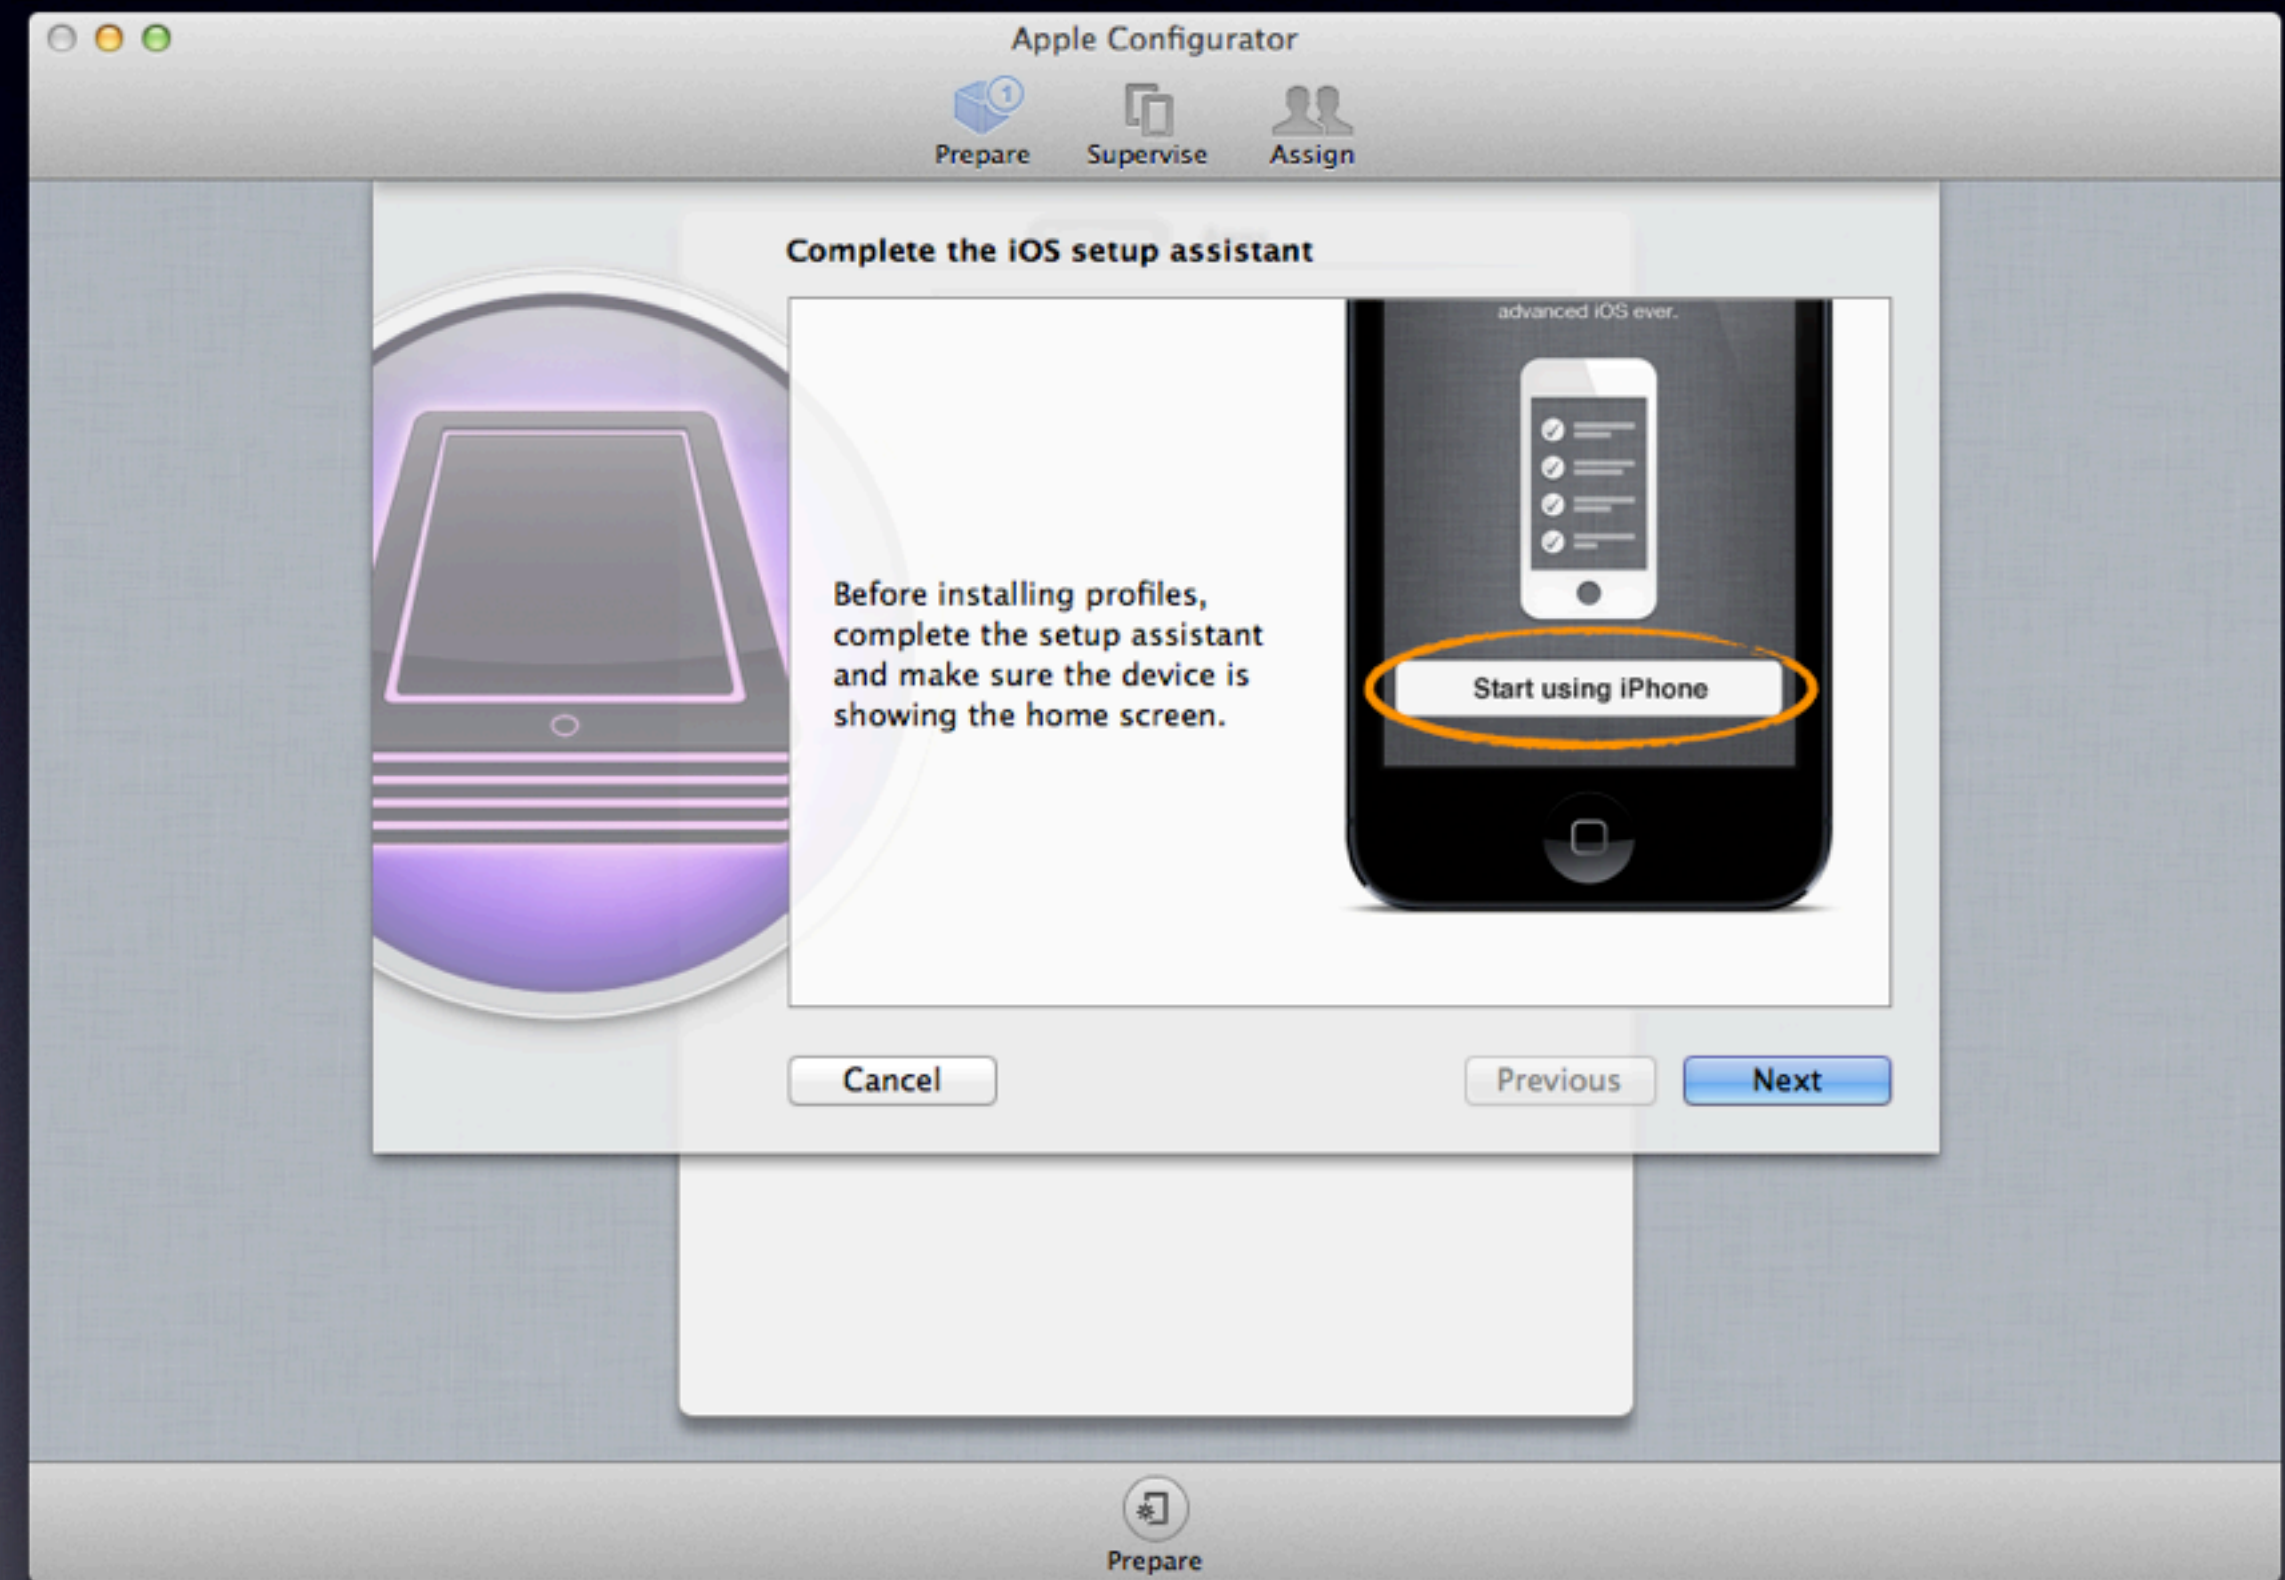 Apple Configurator
1
Prepare
Supervise
Assign
Complete the iOS setup assistant
advanced iOS ever.
Before installing profiles,
complete the setup assistant
and make sure the device is
showing the home screen.
Start using iPhone
Cancel
Previous
Next
Prepare